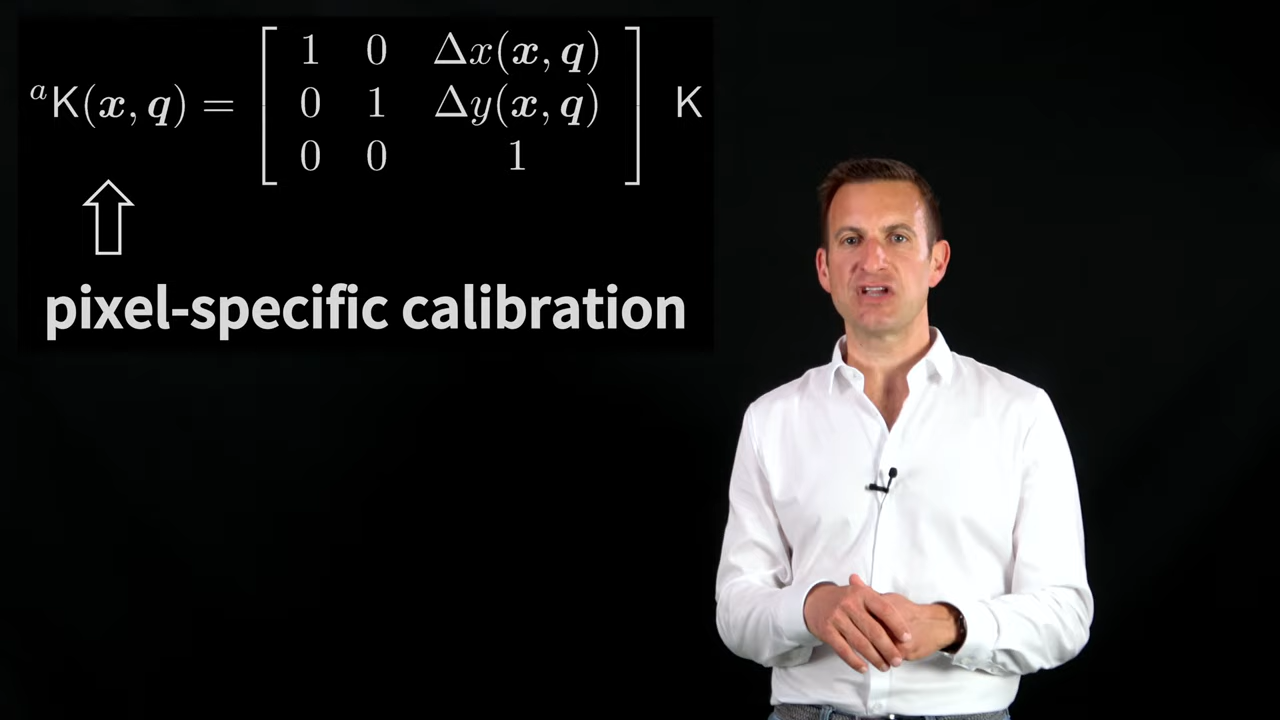 ᵃK(𝒙, 𝒒) = [ 1 0 Δx(𝒙, 𝒒)
0 1 Δy(𝒙, 𝒒)
0 0 1 ] K
pixel-specific calibration